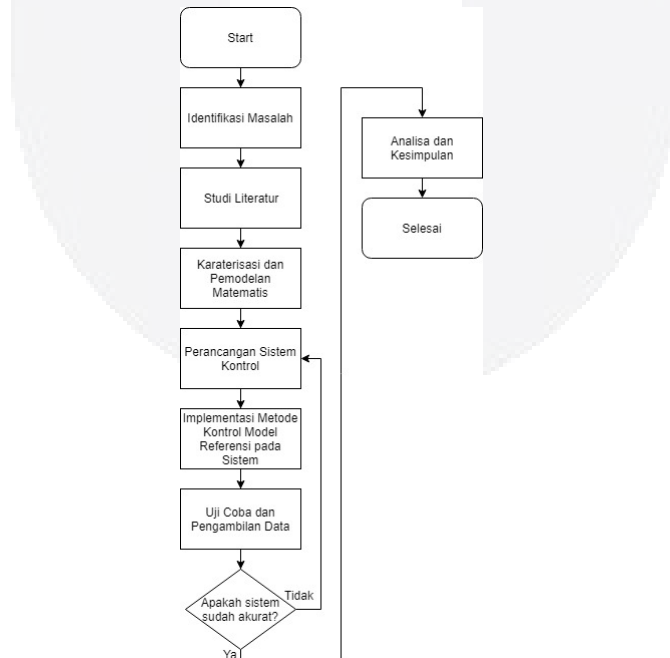 Start
Identifikasi Masalah
Studi Literatur
Karaterisasi dan
Pemodelan
Matematis
Perancangan Sistem
Kontrol
Implementasi Metode
Kontrol Model
Referensi pada
Sistem
Uji Coba dan
Pengambilan Data
Apakah sistem
sudah akurat?
Tidak
Ya
Analisa dan
Kesimpulan
Selesai